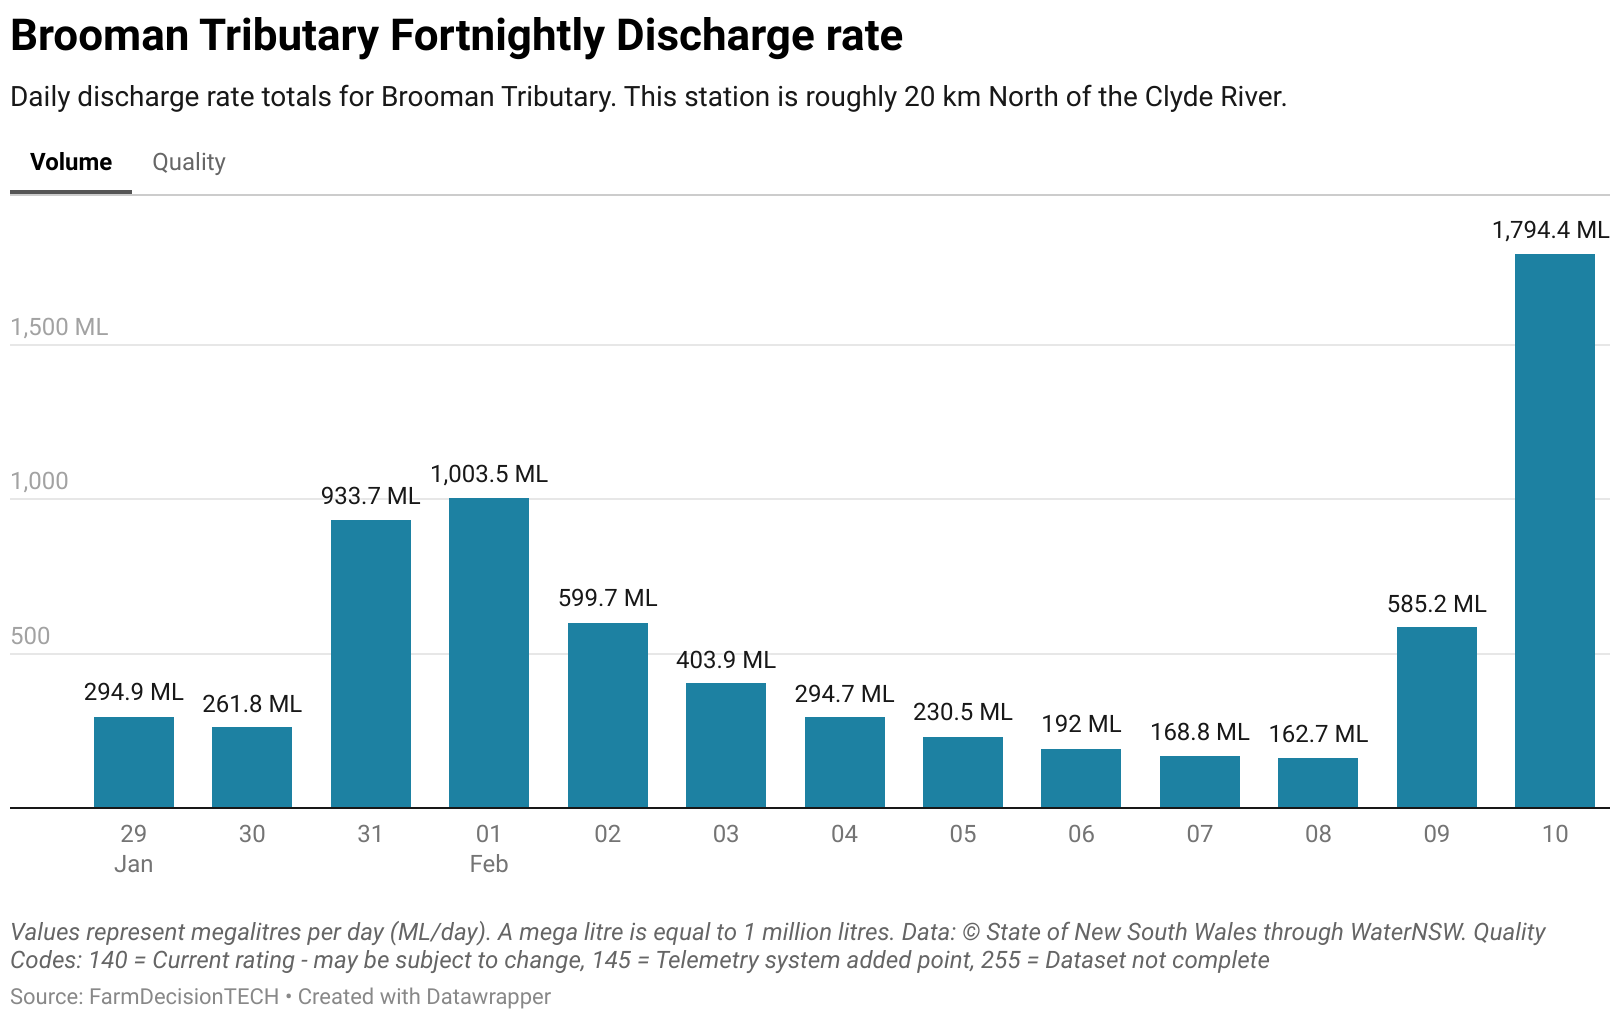 Brooman Tributary Fortnightly Discharge rate
Daily discharge rate totals for Brooman Tributary. This station is roughly 20 km North of the Clyde River.
Volume Quality
1,794.4 ML
1,500 ML
1,003.5 ML
1,000
933.7 ML
599.7 ML
585.2 ML
500
403.9 ML
294.9 ML
261.8 ML
294.7 ML
230.5 ML
192 ML
168.8 ML
162.7 ML
29 30 31 01 02 03 04 05 06 07 08 09 10
Jan Feb
Values represent megalitres per day (ML/day). A mega litre is equal to 1 million litres. Data: © State of New South Wales through WaterNSW. Quality
Codes: 140 = Current rating - may be subject to change, 145 = Telemetry system added point, 255 = Dataset not complete
Source: FarmDecisionTECH • Created with Datawrapper